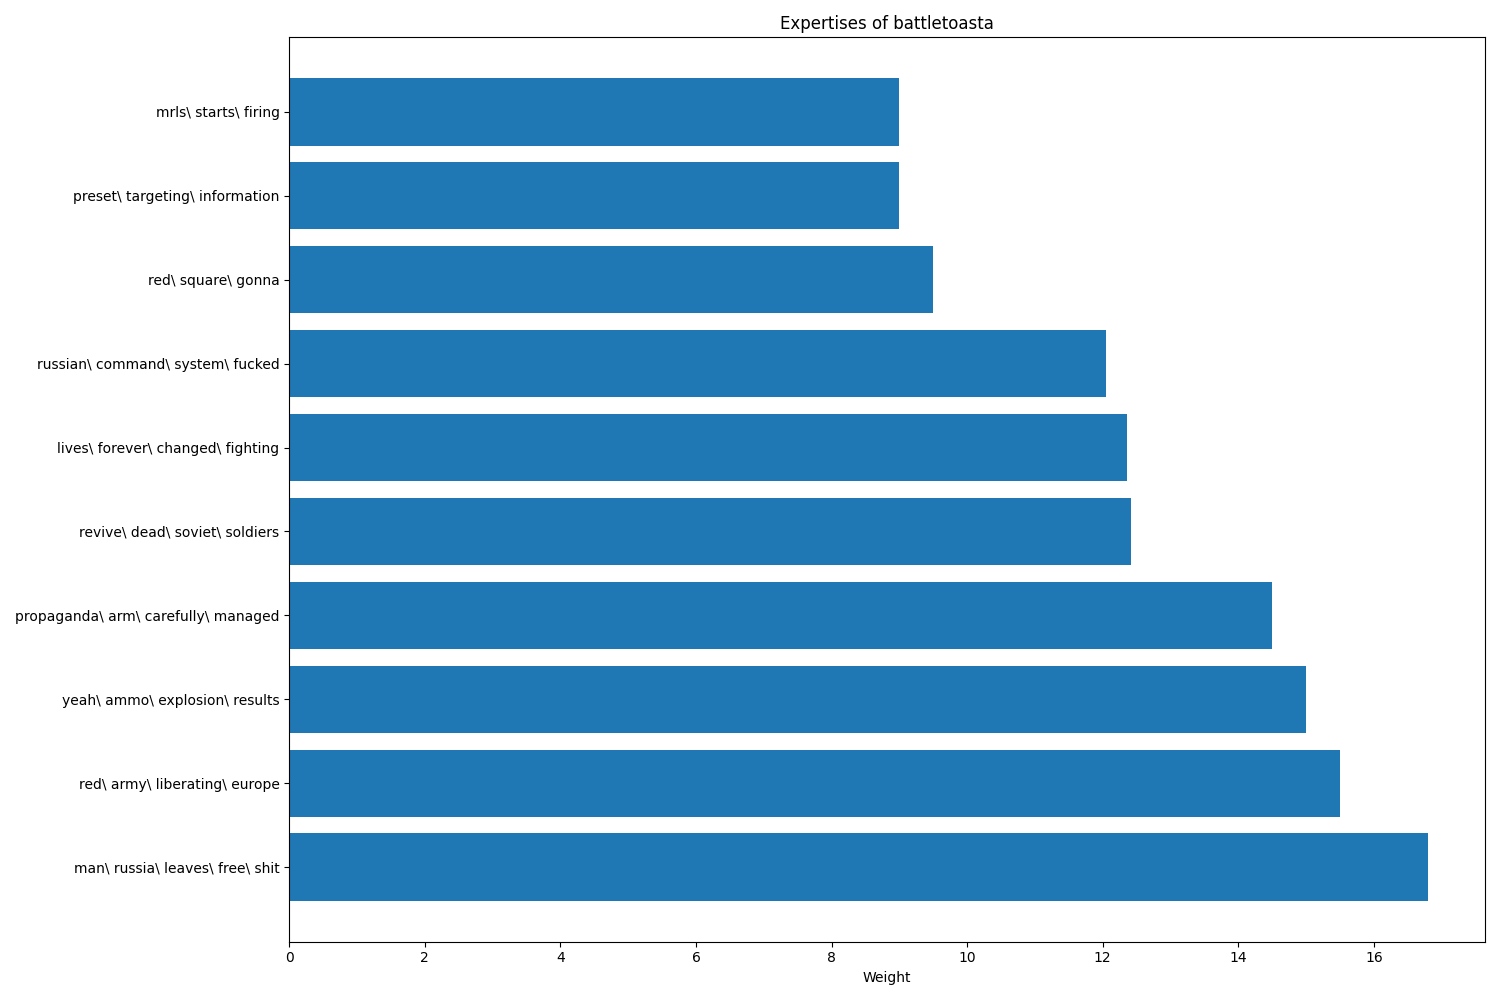 Expertises of battletoasta
mrls\ starts\ firing
preset\ targeting\ information
red\ square\ gonna
russian\ command\ system\ fucked
lives\ forever\ changed\ fighting
revive\ dead\ soviet\ soldiers
propaganda\ arm\ carefully\ managed
yeah\ ammo\ explosion\ results
red\ army\ liberating\ europe
man\ russia\ leaves\ free\ shit
0 2 4 6 8 10 12 14 16
Weight